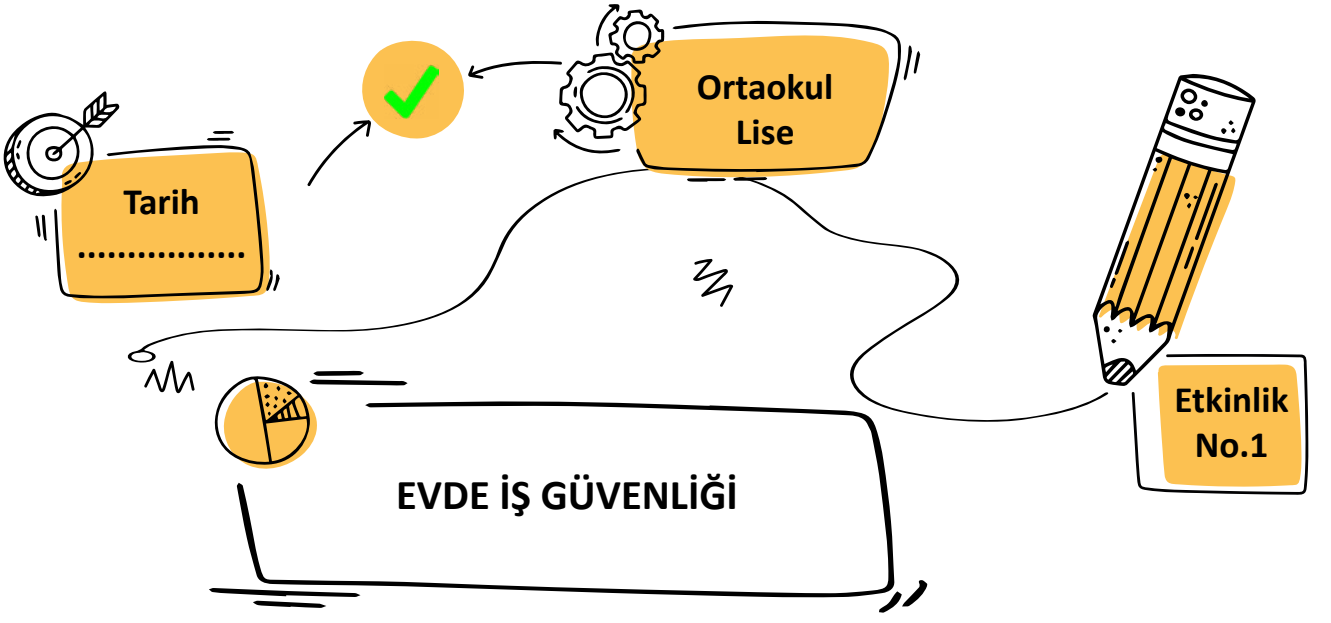 Ortaokul
Lise
Tarih
.................
Etkinlik
No.1
EVDE İŞ GÜVENLİĞİ